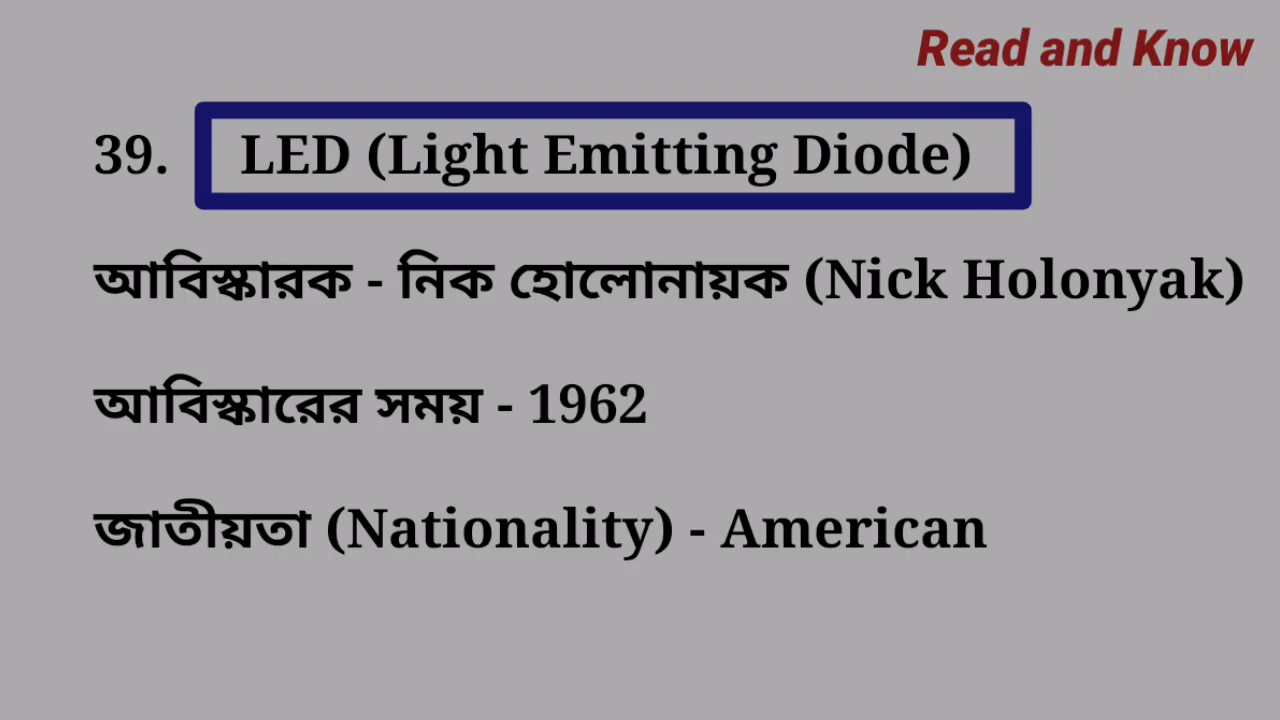 Read and Know
39. LED (Light Emitting Diode)
আবিস্কারক - নিক হোলোনায়ক (Nick Holonyak)
আবিস্কারের সময় - 1962
জাতীয়তা (Nationality) - American